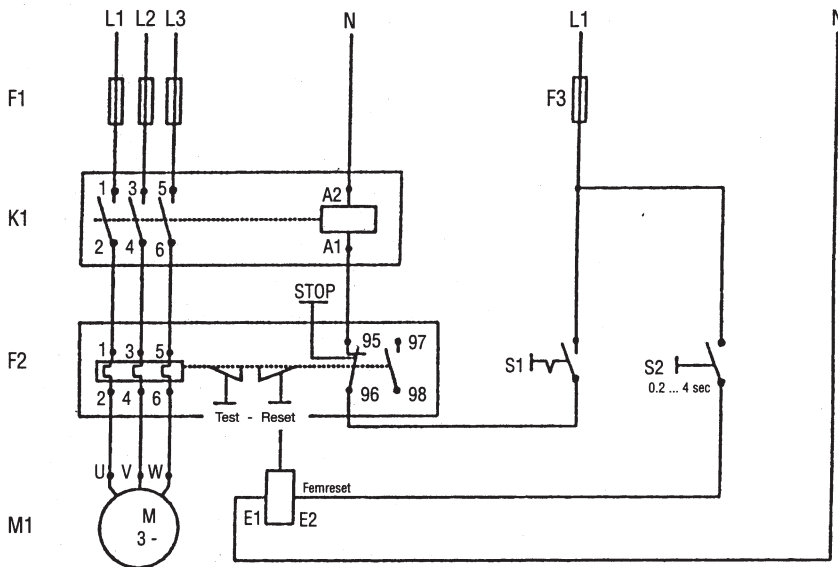 L1 L2 L3 N L1 N
F1 F3
1 3 5 A2
K1
2 4 6 A1
STOP
1 3 5 95 97
F2 S1 S2
0.2 ... 4 sec
2 4 6 96 98
Test - Reset
U V W
Femreset
E1 E2
M1 M
3 -